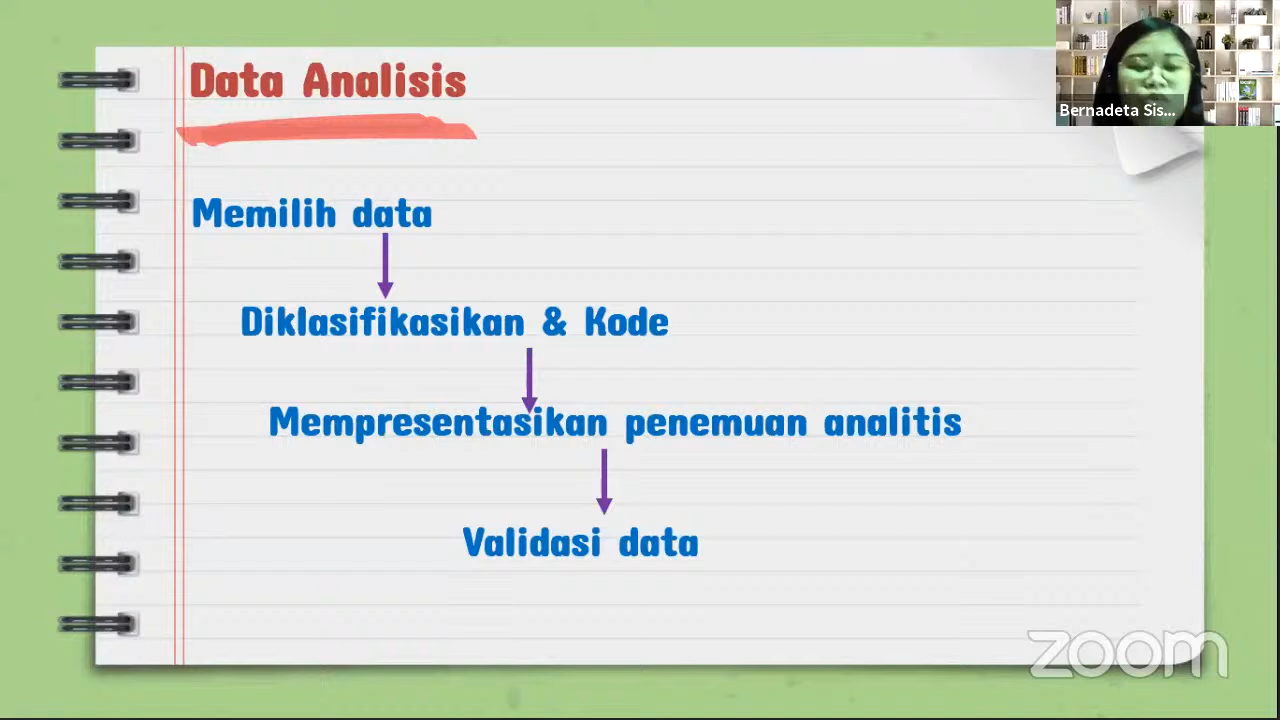 Data Analisis
Bernadeta Sis...
Memilih data
Diklasifikasikan & Kode
Mempresentasikan penemuan analitis
Validasi data
zoom